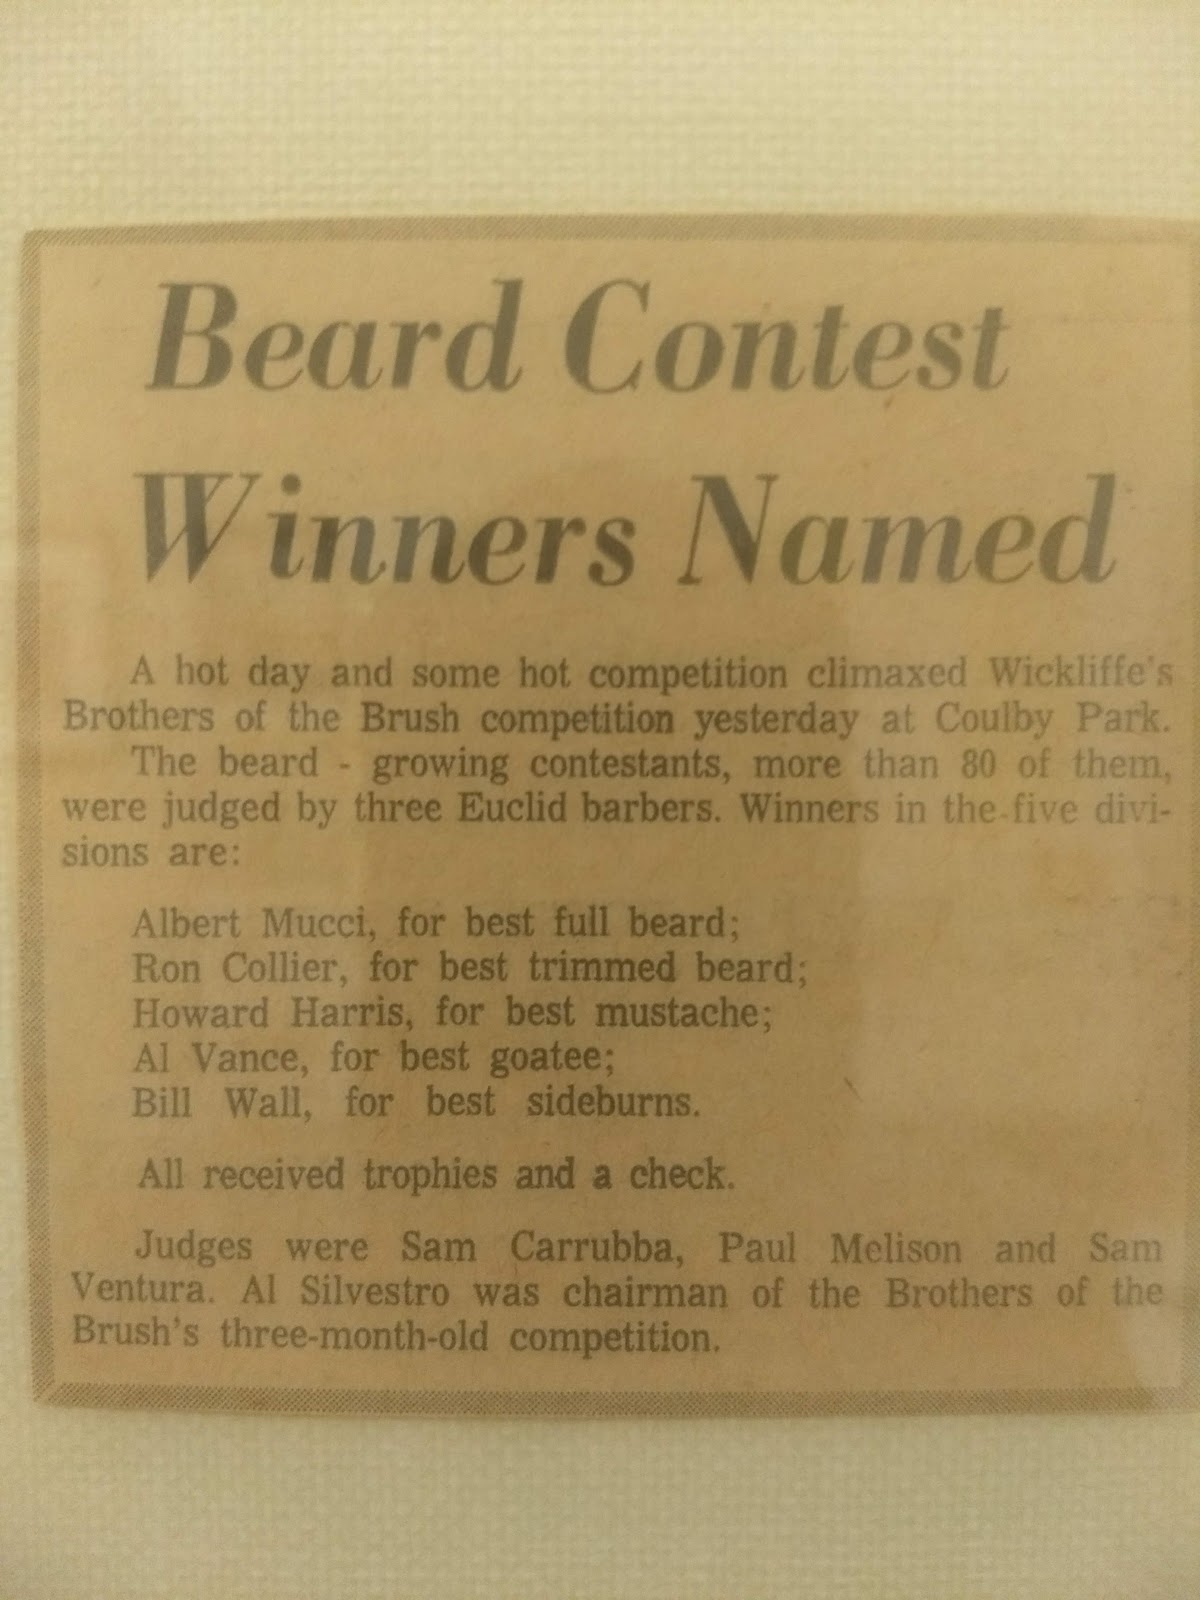 Beard Contest
Winners Named
A hot day and some hot competition climaxed Wickliffe's
Brothers of the Brush competition yesterday at Coulby Park.
The beard - growing contestants, more than 80 of them,
were judged by three Euclid barbers. Winners in the five divi-
sions are:
Albert Mucci, for best full beard;
Ron Collier, for best trimmed beard;
Howard Harris, for best mustache;
Al Vance, for best goatee;
Bill Wall, for best sideburns.
All received trophies and a check.
Judges were Sam Carrubba, Paul Melison and Sam
Ventura. Al Silvestro was chairman of the Brothers of the
Brush's three-month-old competition.